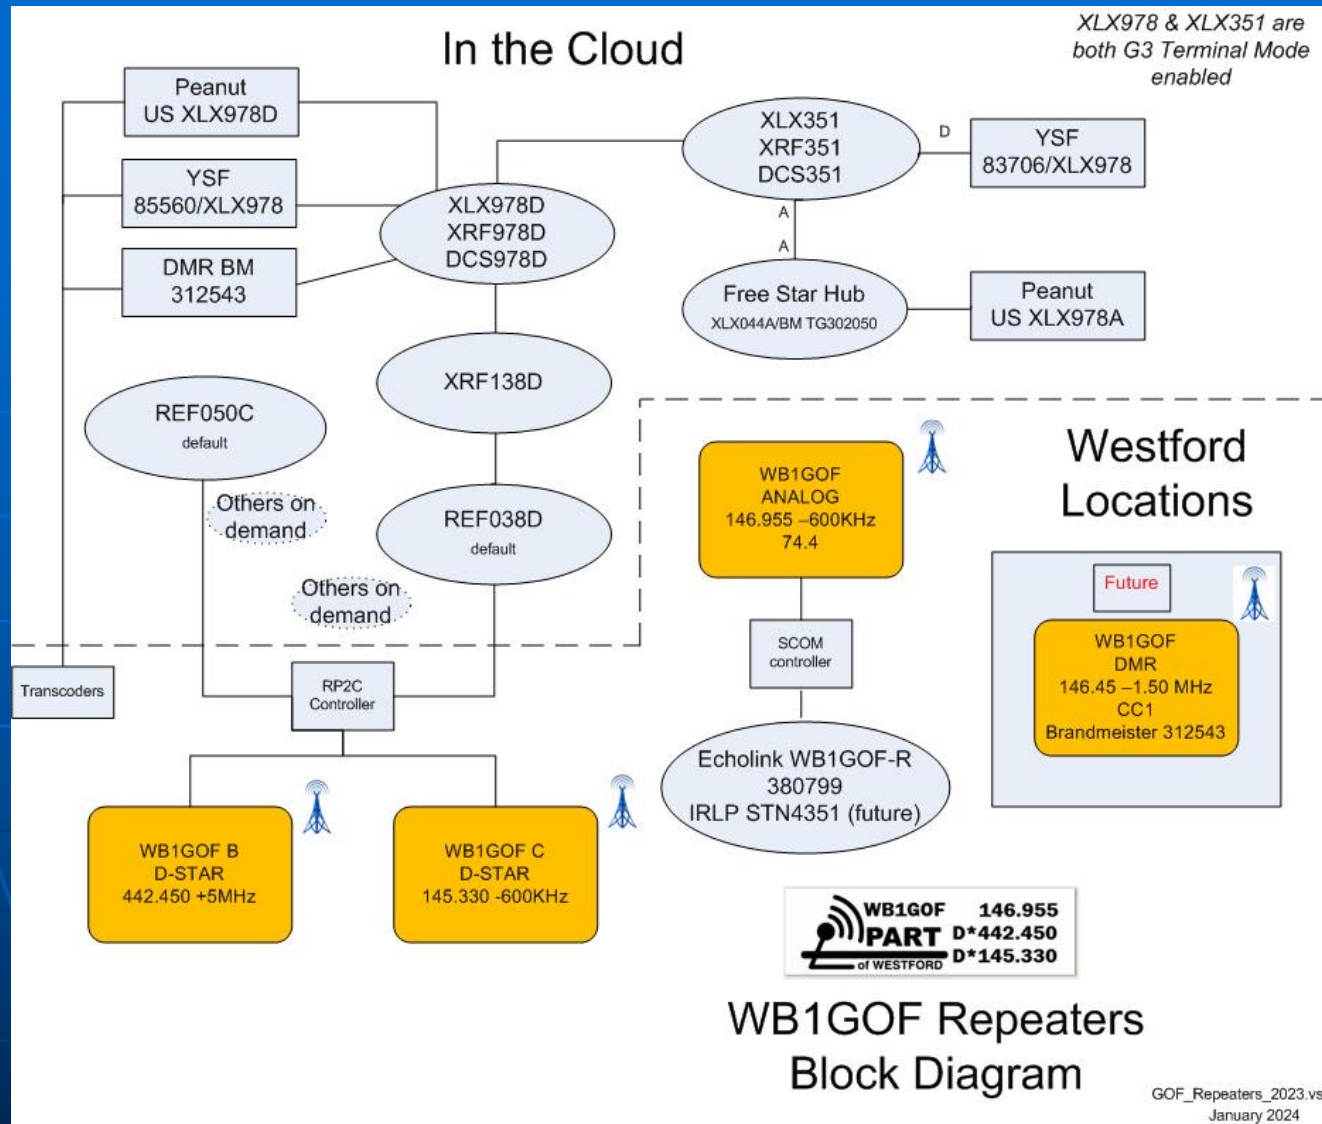 In the Cloud
XLX978 & XLX351 are
both G3 Terminal Mode
enabled
Peanut
US XLX978D
YSF
85560/XLX978
DMR BM
312543
XLX978D
XRF978D
DCS978D
XLX351
XRF351
DCS351
D
YSF
83706/XLX978
A
A
Free Star Hub
XLX044A/BM TG302050
Peanut
US XLX978A
XRF138D
REF050C
default
Others on
demand
REF038D
default
Others on
demand
Westford
Locations
WB1GOF
ANALOG
146.955 –600KHz
74.4
SCOM
controller
Echolink WB1GOF-R
380799
IRLP STN4351 (future)
Future
WB1GOF
DMR
146.45 –1.50 MHz
CC1
Brandmeister 312543
Transcoders
RP2C
Controller
WB1GOF B
D-STAR
442.450 +5MHz
WB1GOF C
D-STAR
145.330 -600KHz
WB1GOF 146.955
PART D*442.450
of WESTFORD D*145.330
WB1GOF Repeaters
Block Diagram
GOF_Repeaters_2023.vs
January 2024